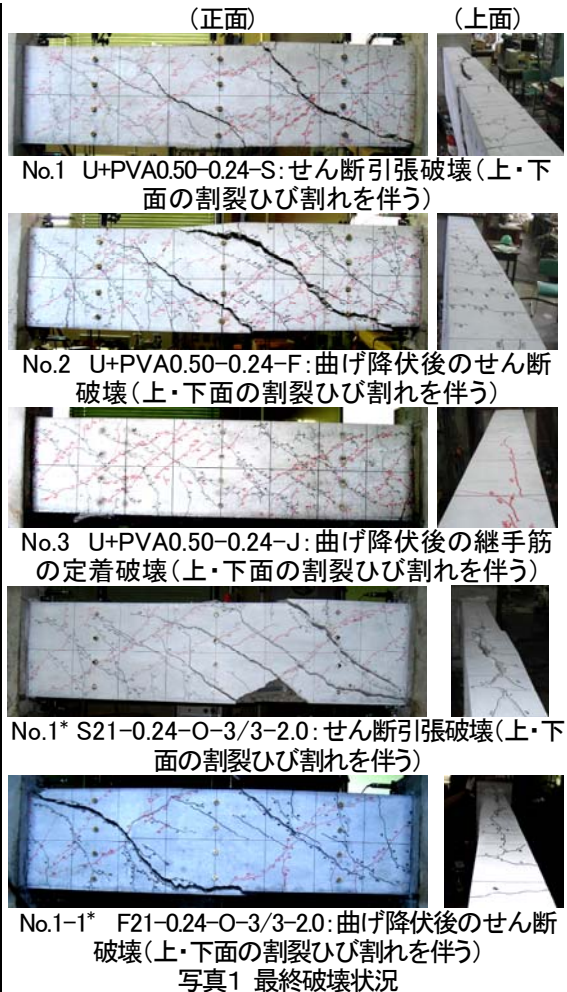 (正面)
(上面)
No.1 U+PVA0.50-0.24-S:せん断引張破壊(上・下
面の割裂ひび割れを伴う)
No.2 U+PVA0.50-0.24-F:曲げ降伏後のせん断
破壊(上・下面の割裂ひび割れを伴う)
No.3 U+PVA0.50-0.24-J:曲げ降伏後の継手筋
の定着破壊(上・下面の割裂ひび割れを伴う)
No.1* S21-0.24-O-3/3-2.0:せん断引張破壊(上・下
面の割裂ひび割れを伴う)
No.1-1* F21-0.24-O-3/3-2.0:曲げ降伏後のせん断
破壊(上・下面の割裂ひび割れを伴う)
写真1 最終破壊状況